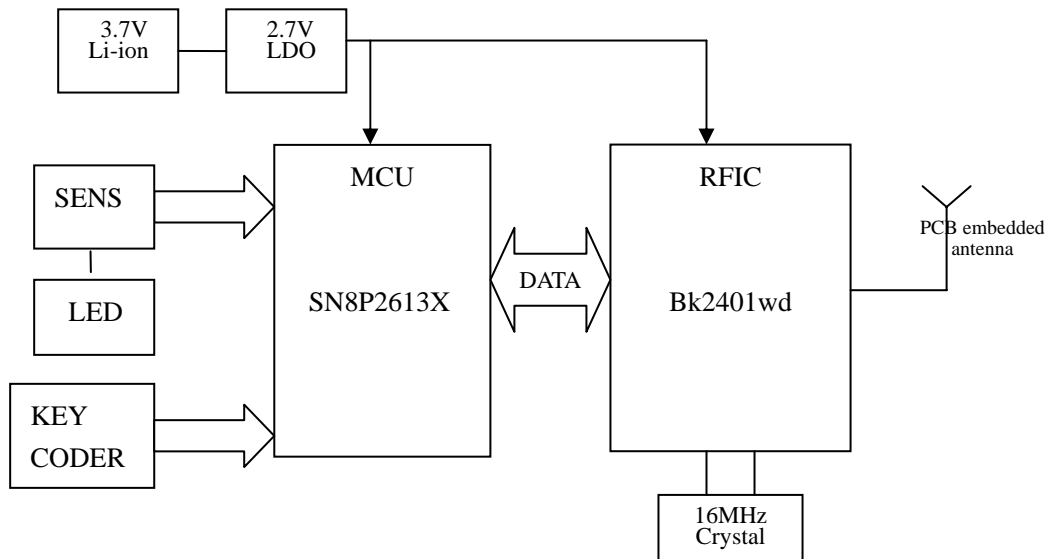 3.7V
Li-ion
2.7V
LDO
MCU
RFIC
SENS
PCB embedded
antenna
DATA
LED
SN8P2613X
Bk2401wd
KEY
CODER
16MHz
Crystal